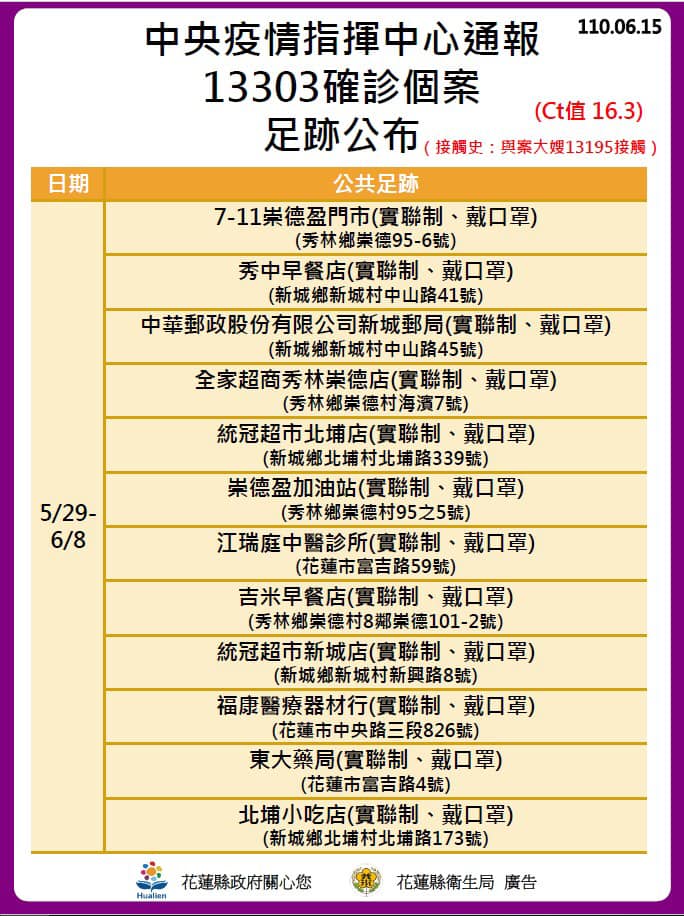 中央疫情指揮中心通報
110.06.15
13303確診個案
(Ct值 16.3)
足跡公布
(接觸史：與案大嫂13195接觸)
日期
公共足跡
5/29-
6/8
7-11崇德盈門市(實聯制、戴口罩)
(秀林鄉崇德95-6號)
秀中早餐店(實聯制、戴口罩)
(新城鄉新城村中山路41號)
中華郵政股份有限公司新城郵局(實聯制、戴口罩)
(新城鄉新城村中山路45號)
全家超商秀林崇德店(實聯制、戴口罩)
(秀林鄉崇德村海濱7號)
統冠超市北埔店(實聯制、戴口罩)
(新城鄉北埔村北埔路339號)
崇德盈加油站(實聯制、戴口罩)
(秀林鄉崇德村95之5號)
江瑞庭中醫診所(實聯制、戴口罩)
(花蓮市富吉路59號)
吉米早餐店(實聯制、戴口罩)
(秀林鄉崇德村8鄰崇德101-2號)
統冠超市新城店(實聯制、戴口罩)
(新城鄉新城村新興路8號)
福康醫療器材行(實聯制、戴口罩)
(花蓮市中央路三段826號)
東大藥局(實聯制、戴口罩)
(花蓮市富吉路4號)
北埔小吃店(實聯制、戴口罩)
(新城鄉北埔村北埔路173號)
Hualien
花蓮縣政府關心您
花蓮縣衛生局 廣告